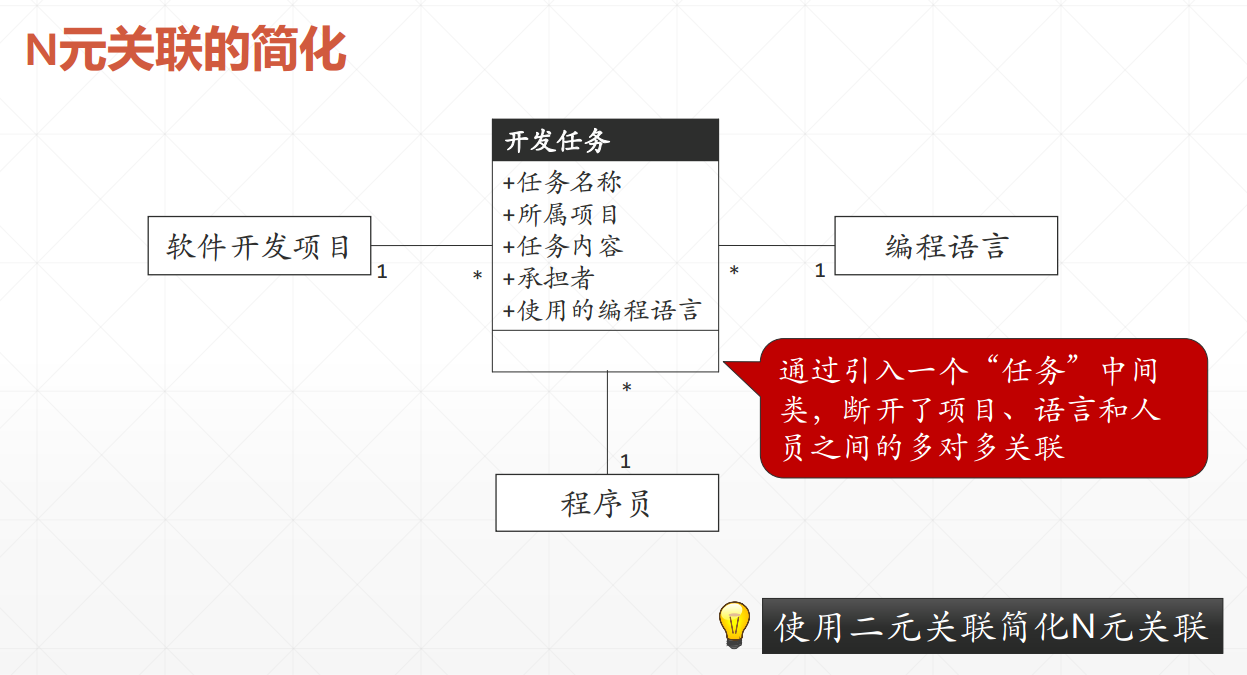 N元关联的简化
开发任务
+任务名称
+所属项目
+任务内容
+承担者
+使用的编程语言
软件开发项目
1
*
*
1
编程语言
*
1
程序员
通过引入一个“任务”中间
类，断开了项目、语言和人
员之间的多对多关联
使用二元关联简化N元关联